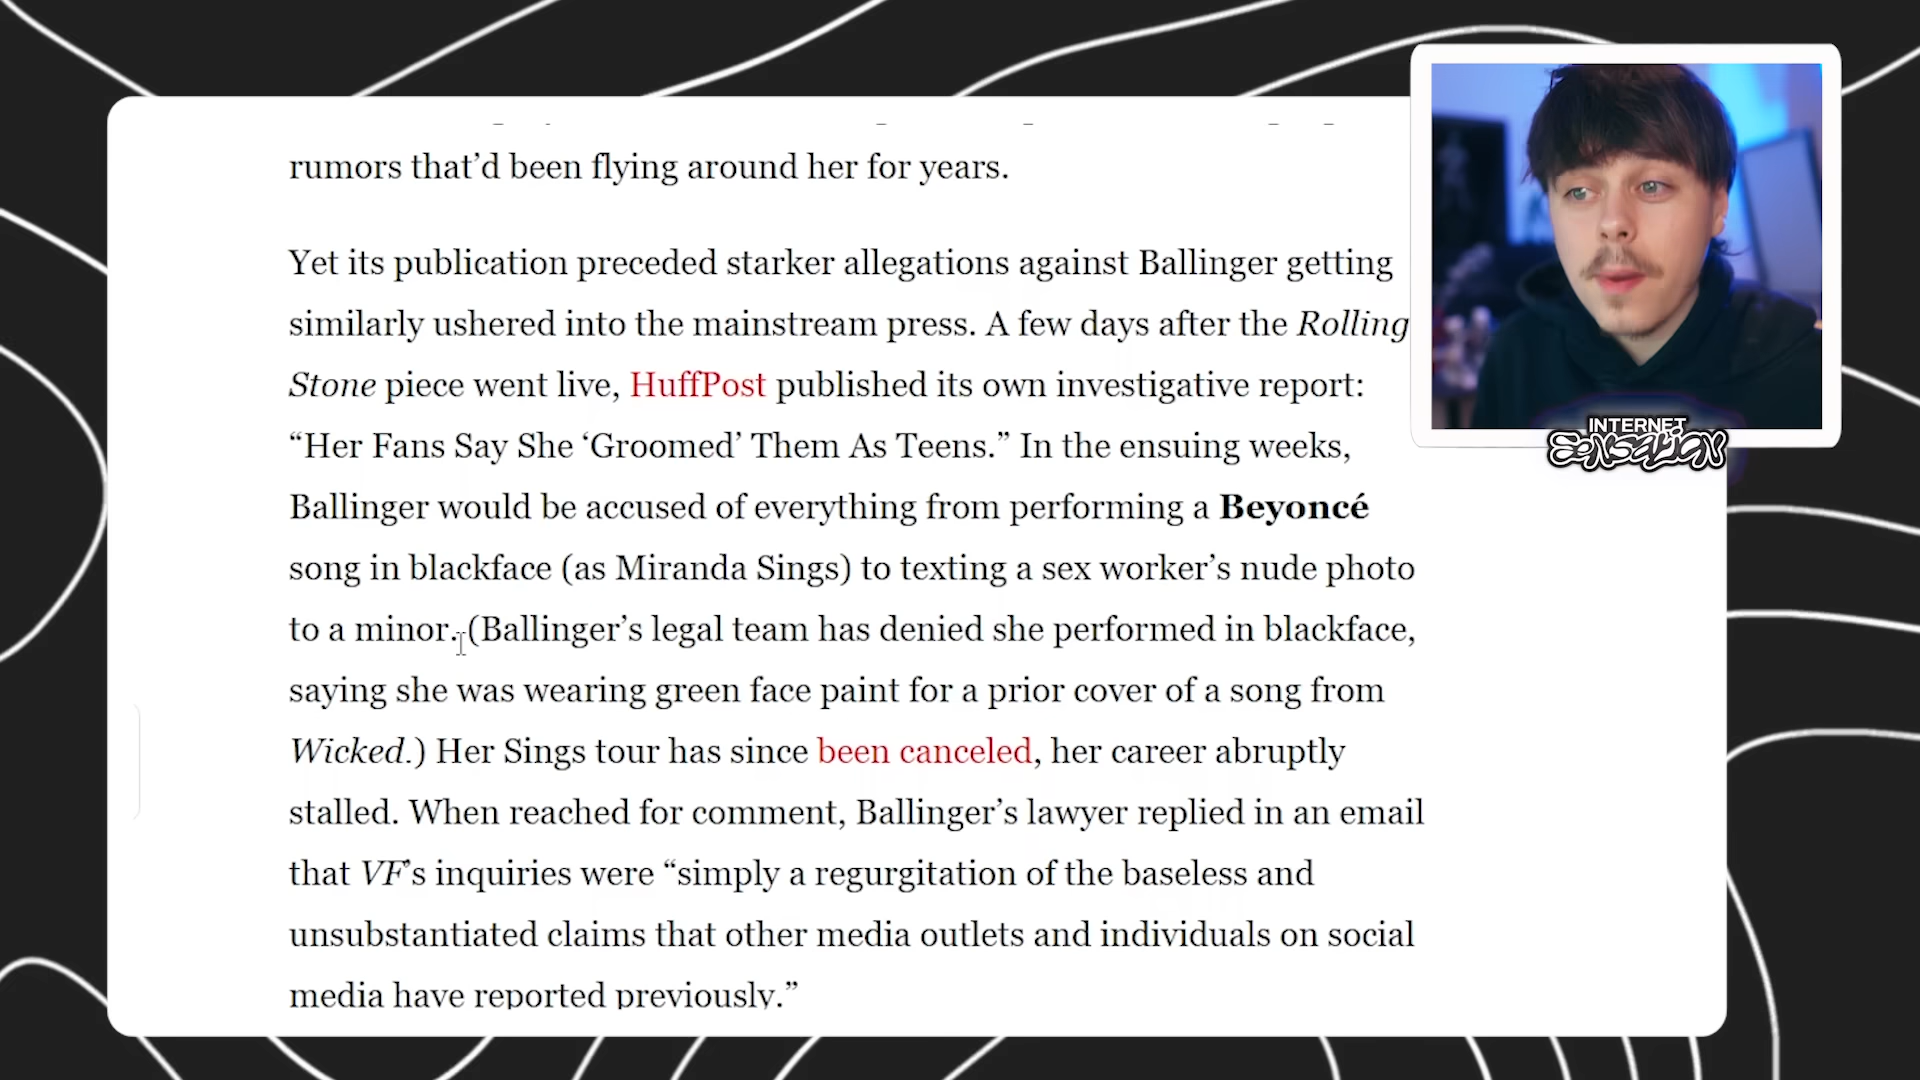 rumors that’d been flying around her for years.
Yet its publication preceded starker allegations against Ballinger getting
similarly ushered into the mainstream press. A few days after the Rolling
Stone piece went live, HuffPost published its own investigative report:
“Her Fans Say She ‘Groomed’ Them As Teens.” In the ensuing weeks,
Ballinger would be accused of everything from performing a Beyoncé
song in blackface (as Miranda Sings) to texting a sex worker’s nude photo
to a minor. (Ballinger’s legal team has denied she performed in blackface,
saying she was wearing green face paint for a prior cover of a song from
Wicked.) Her Sings tour has since been canceled, her career abruptly
stalled. When reached for comment, Ballinger’s lawyer replied in an email
that VF’s inquiries were “simply a regurgitation of the baseless and
unsubstantiated claims that other media outlets and individuals on social
media have reported previously.”
INTERNET
SENSATION